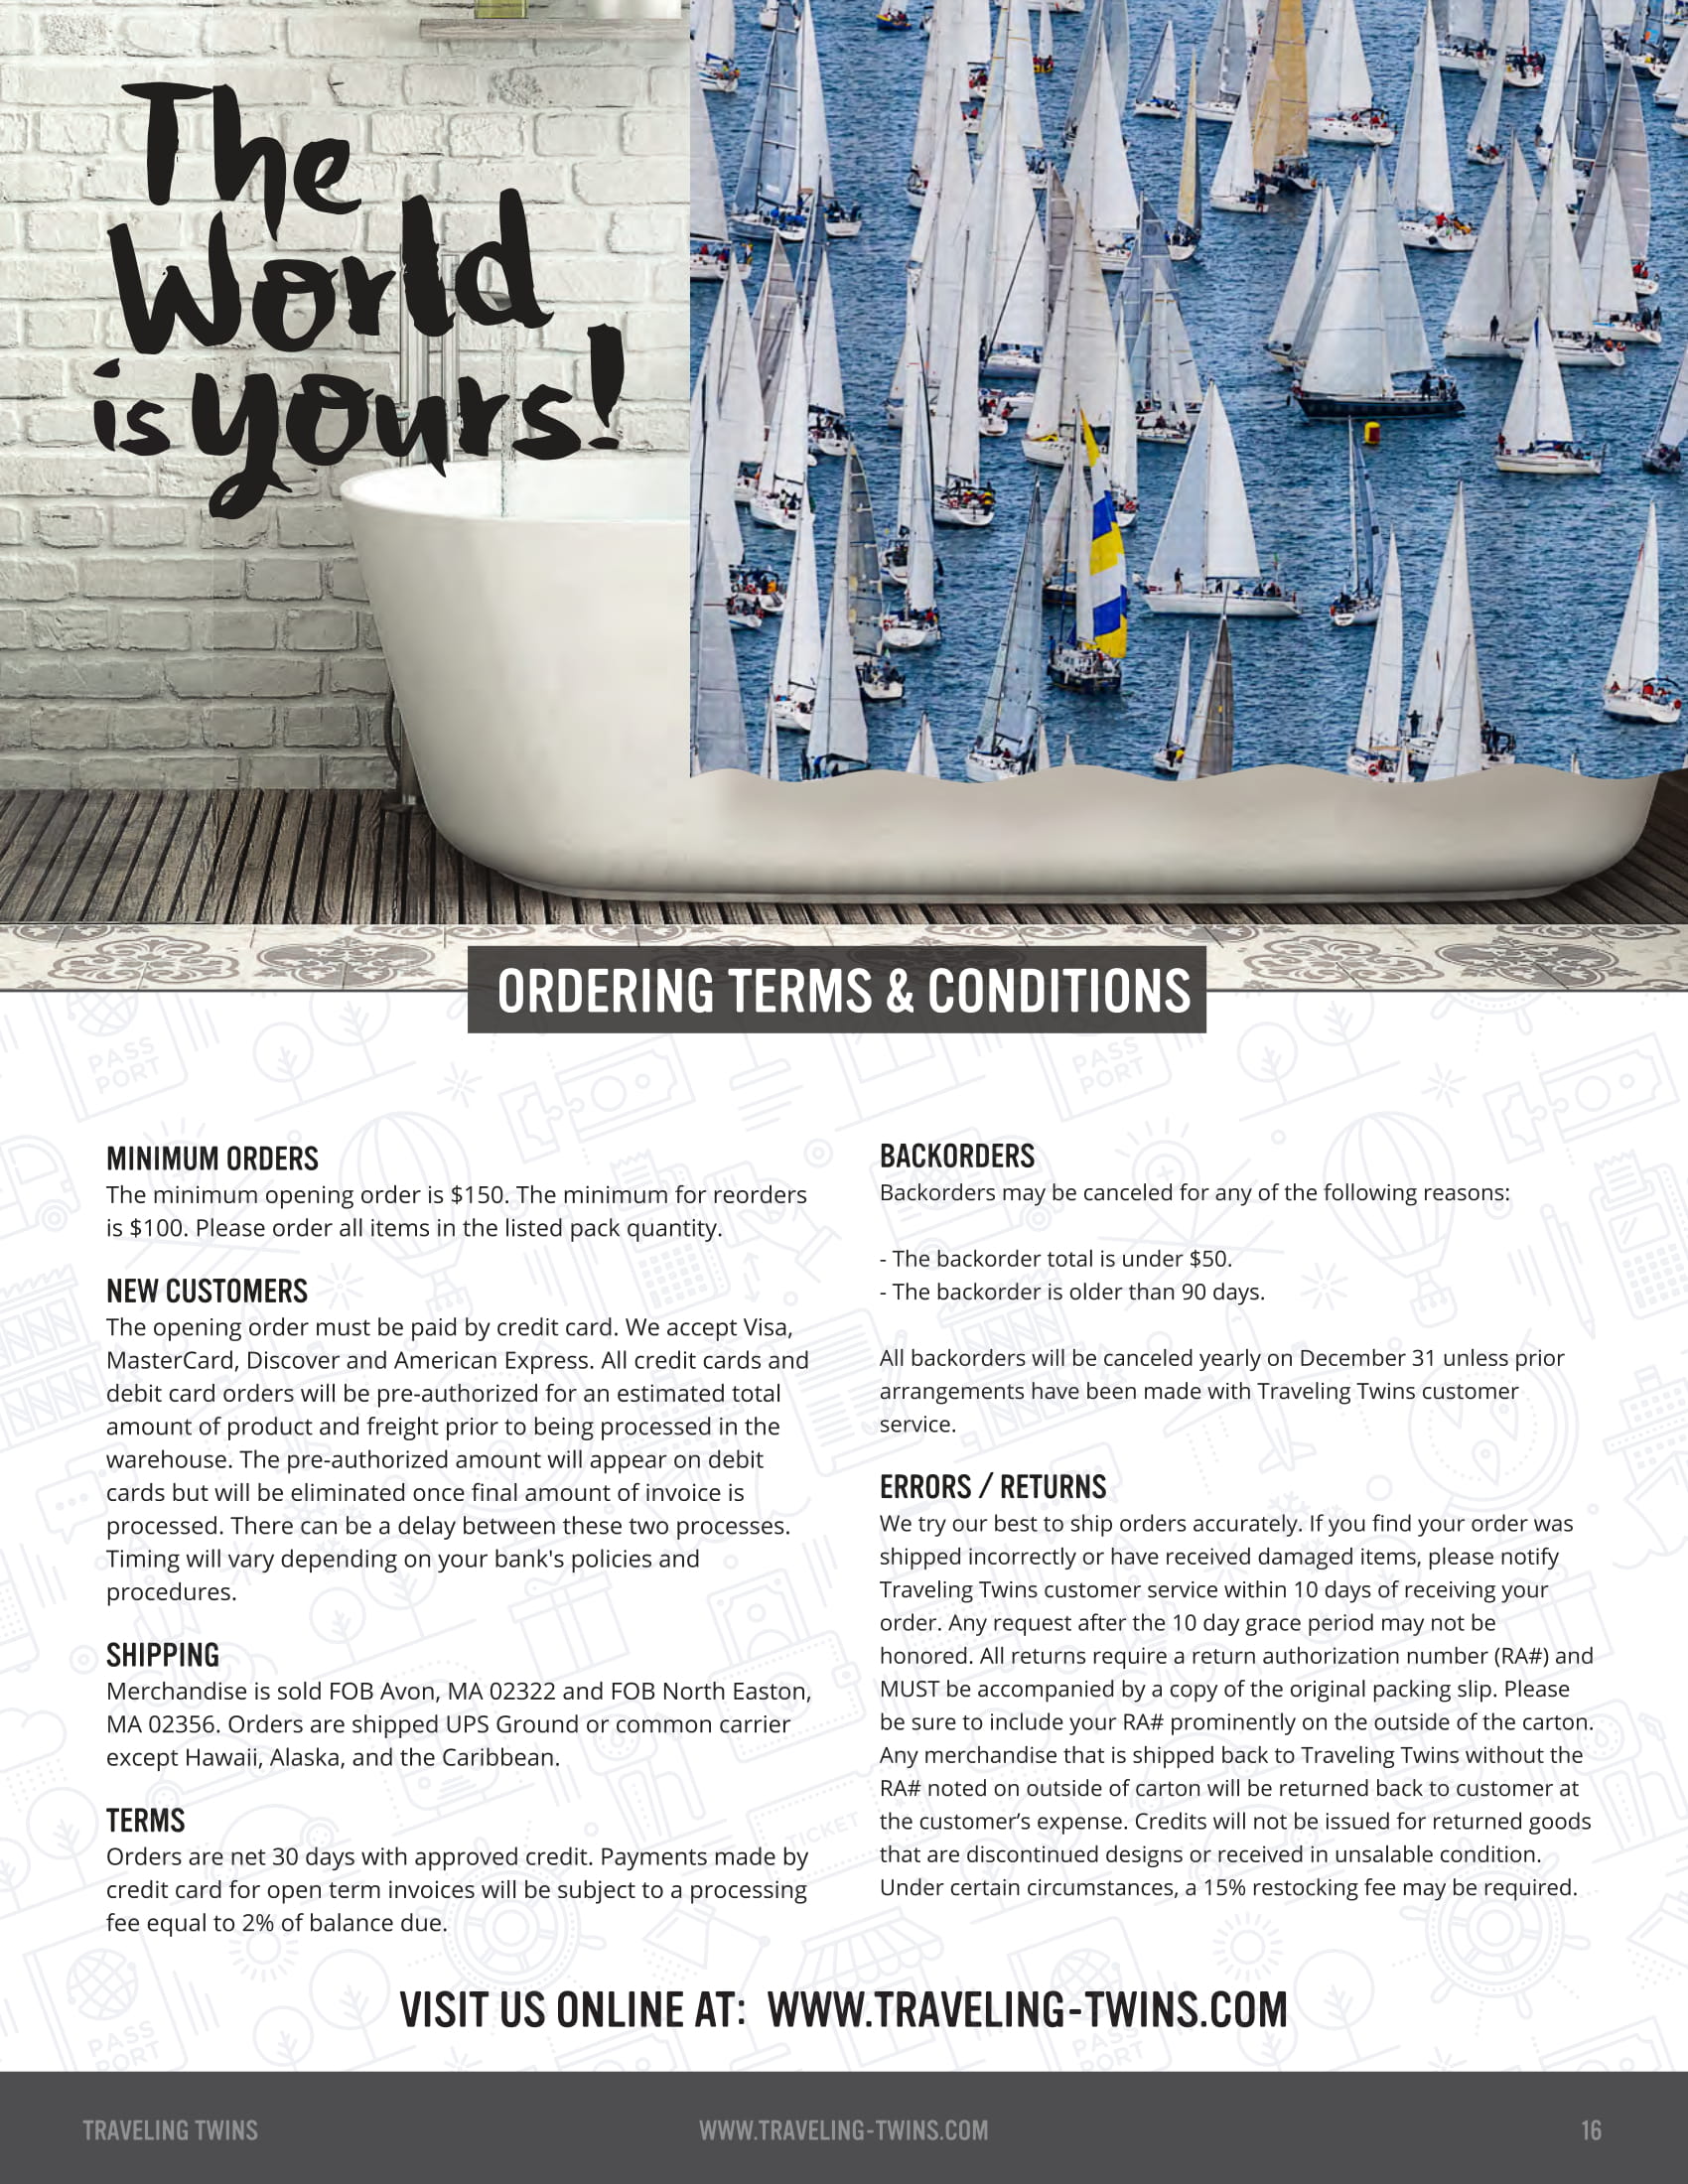 The
World
is yours!
ORDERING TERMS & CONDITIONS
MINIMUM ORDERS
The minimum opening order is $150. The minimum for reorders
is $100. Please order all items in the listed pack quantity.
NEW CUSTOMERS
The opening order must be paid by credit card. We accept Visa,
MasterCard, Discover and American Express. All credit cards and
debit card orders will be pre-authorized for an estimated total
amount of product and freight prior to being processed in the
warehouse. The pre-authorized amount will appear on debit
cards but will be eliminated once final amount of invoice is
processed. There can be a delay between these two processes.
Timing will vary depending on your bank's policies and
procedures.
SHIPPING
Merchandise is sold FOB Avon, MA 02322 and FOB North Easton,
MA 02356. Orders are shipped UPS Ground or common carrier
except Hawaii, Alaska, and the Caribbean.
TERMS
Orders are net 30 days with approved credit. Payments made by
credit card for open term invoices will be subject to a processing
fee equal to 2% of balance due.
BACKORDERS
Backorders may be canceled for any of the following reasons:
- The backorder total is under $50.
- The backorder is older than 90 days.
All backorders will be canceled yearly on December 31 unless prior
arrangements have been made with Traveling Twins customer
service.
ERRORS / RETURNS
We try our best to ship orders accurately. If you find your order was
shipped incorrectly or have received damaged items, please notify
Traveling Twins customer service within 10 days of receiving your
order. Any request after the 10 day grace period may not be
honored. All returns require a return authorization number (RA#) and
MUST be accompanied by a copy of the original packing slip. Please
be sure to include your RA# prominently on the outside of the carton.
Any merchandise that is shipped back to Traveling Twins without the
RA# noted on outside of carton will be returned back to customer at
the customer’s expense. Credits will not be issued for returned goods
that are discontinued designs or received in unsalable condition.
Under certain circumstances, a 15% restocking fee may be required.
VISIT US ONLINE AT: WWW.TRAVELING-TWINS.COM
TRAVELING TWINS
WWW.TRAVELING-TWINS.COM
16
PASS
PORT
PASS
PORT
TICKET
PASS
PORT
PASS
PORT